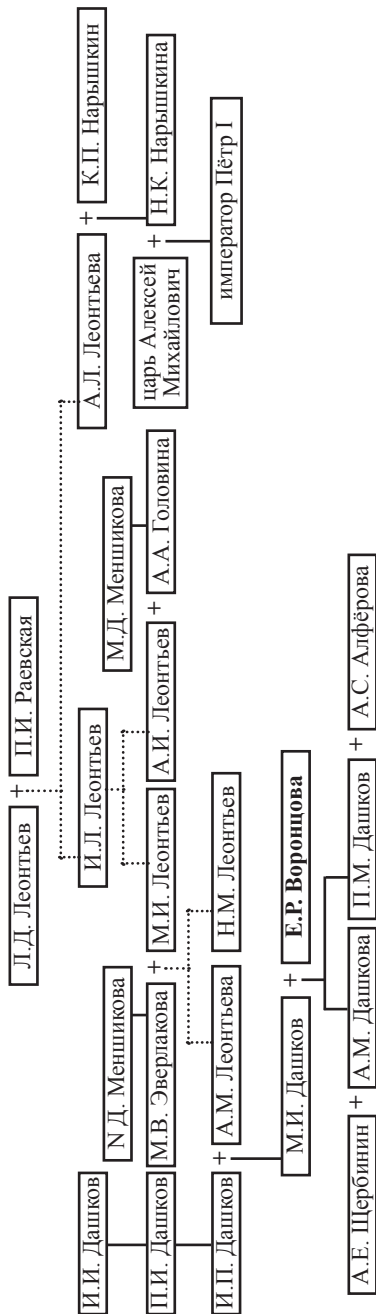 Л.Д. Леонтьев + П.И. Раевская
И.Л. Леонтьев
А.Л. Леонтьева + К.П. Нарышкин
И.И. Дашков
N Д. Меншикова
М.Д. Меншикова
царь Алексей
Михайлович
+
Н.К. Нарышкина
П.И. Дашков
М.В. Эверлакова + М.И. Леонтьев
А.И. Леонтьев + А.А. Головина
император Пётр I
И.П. Дашков + А.М. Леонтьева
Н.М. Леонтьев
М.И. Дашков + Е.Р. Воронцова
А.Е. Щербинин + А.М. Дашкова
П.М. Дашков + А.С. Алфёрова